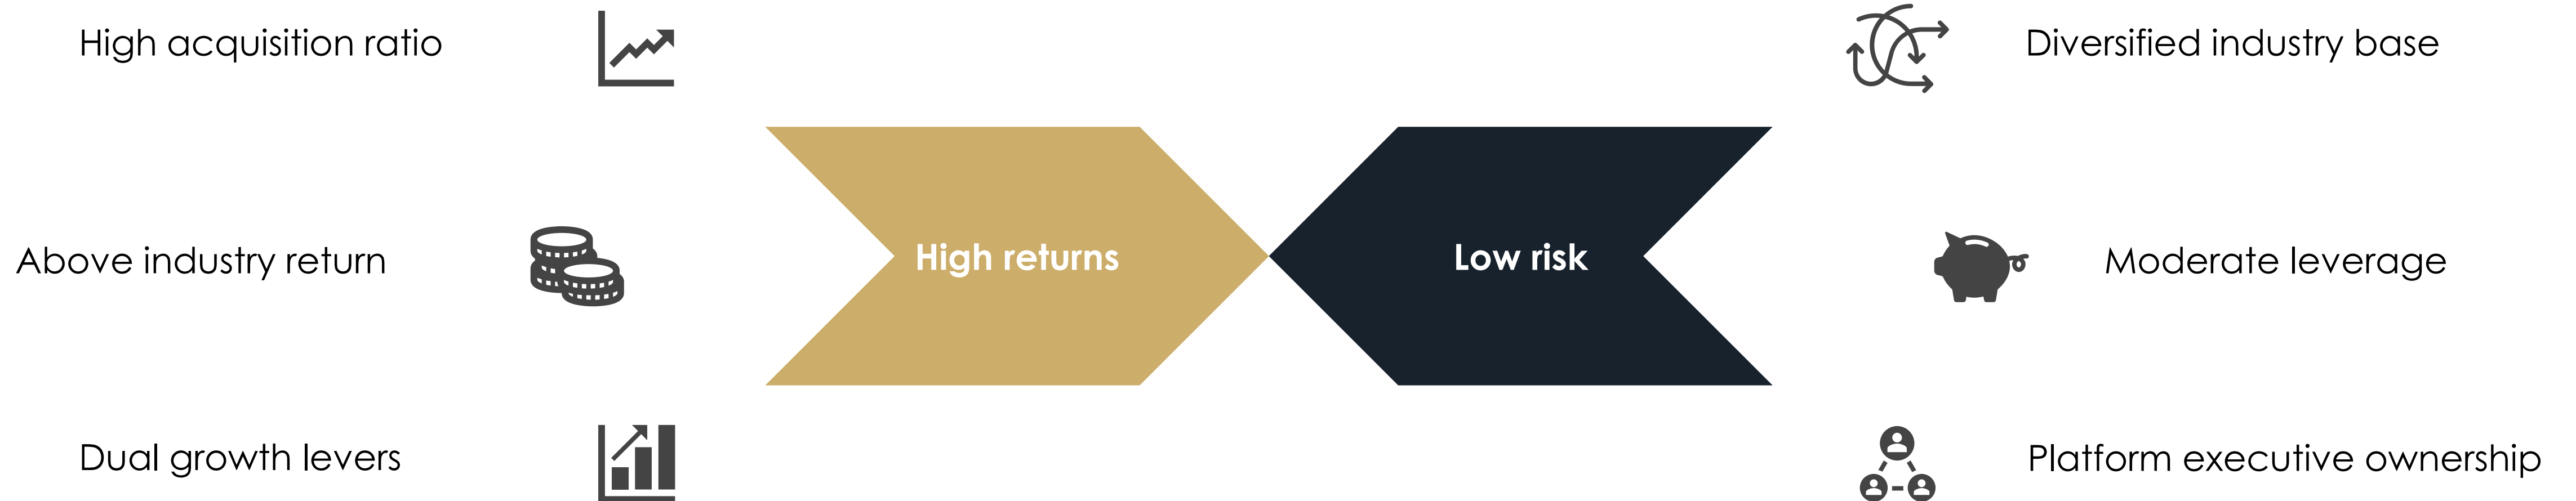 High acquisition ratio
Diversified industry base
Above industry return
High returns
Low risk
Moderate leverage
Dual growth levers
Platform executive ownership